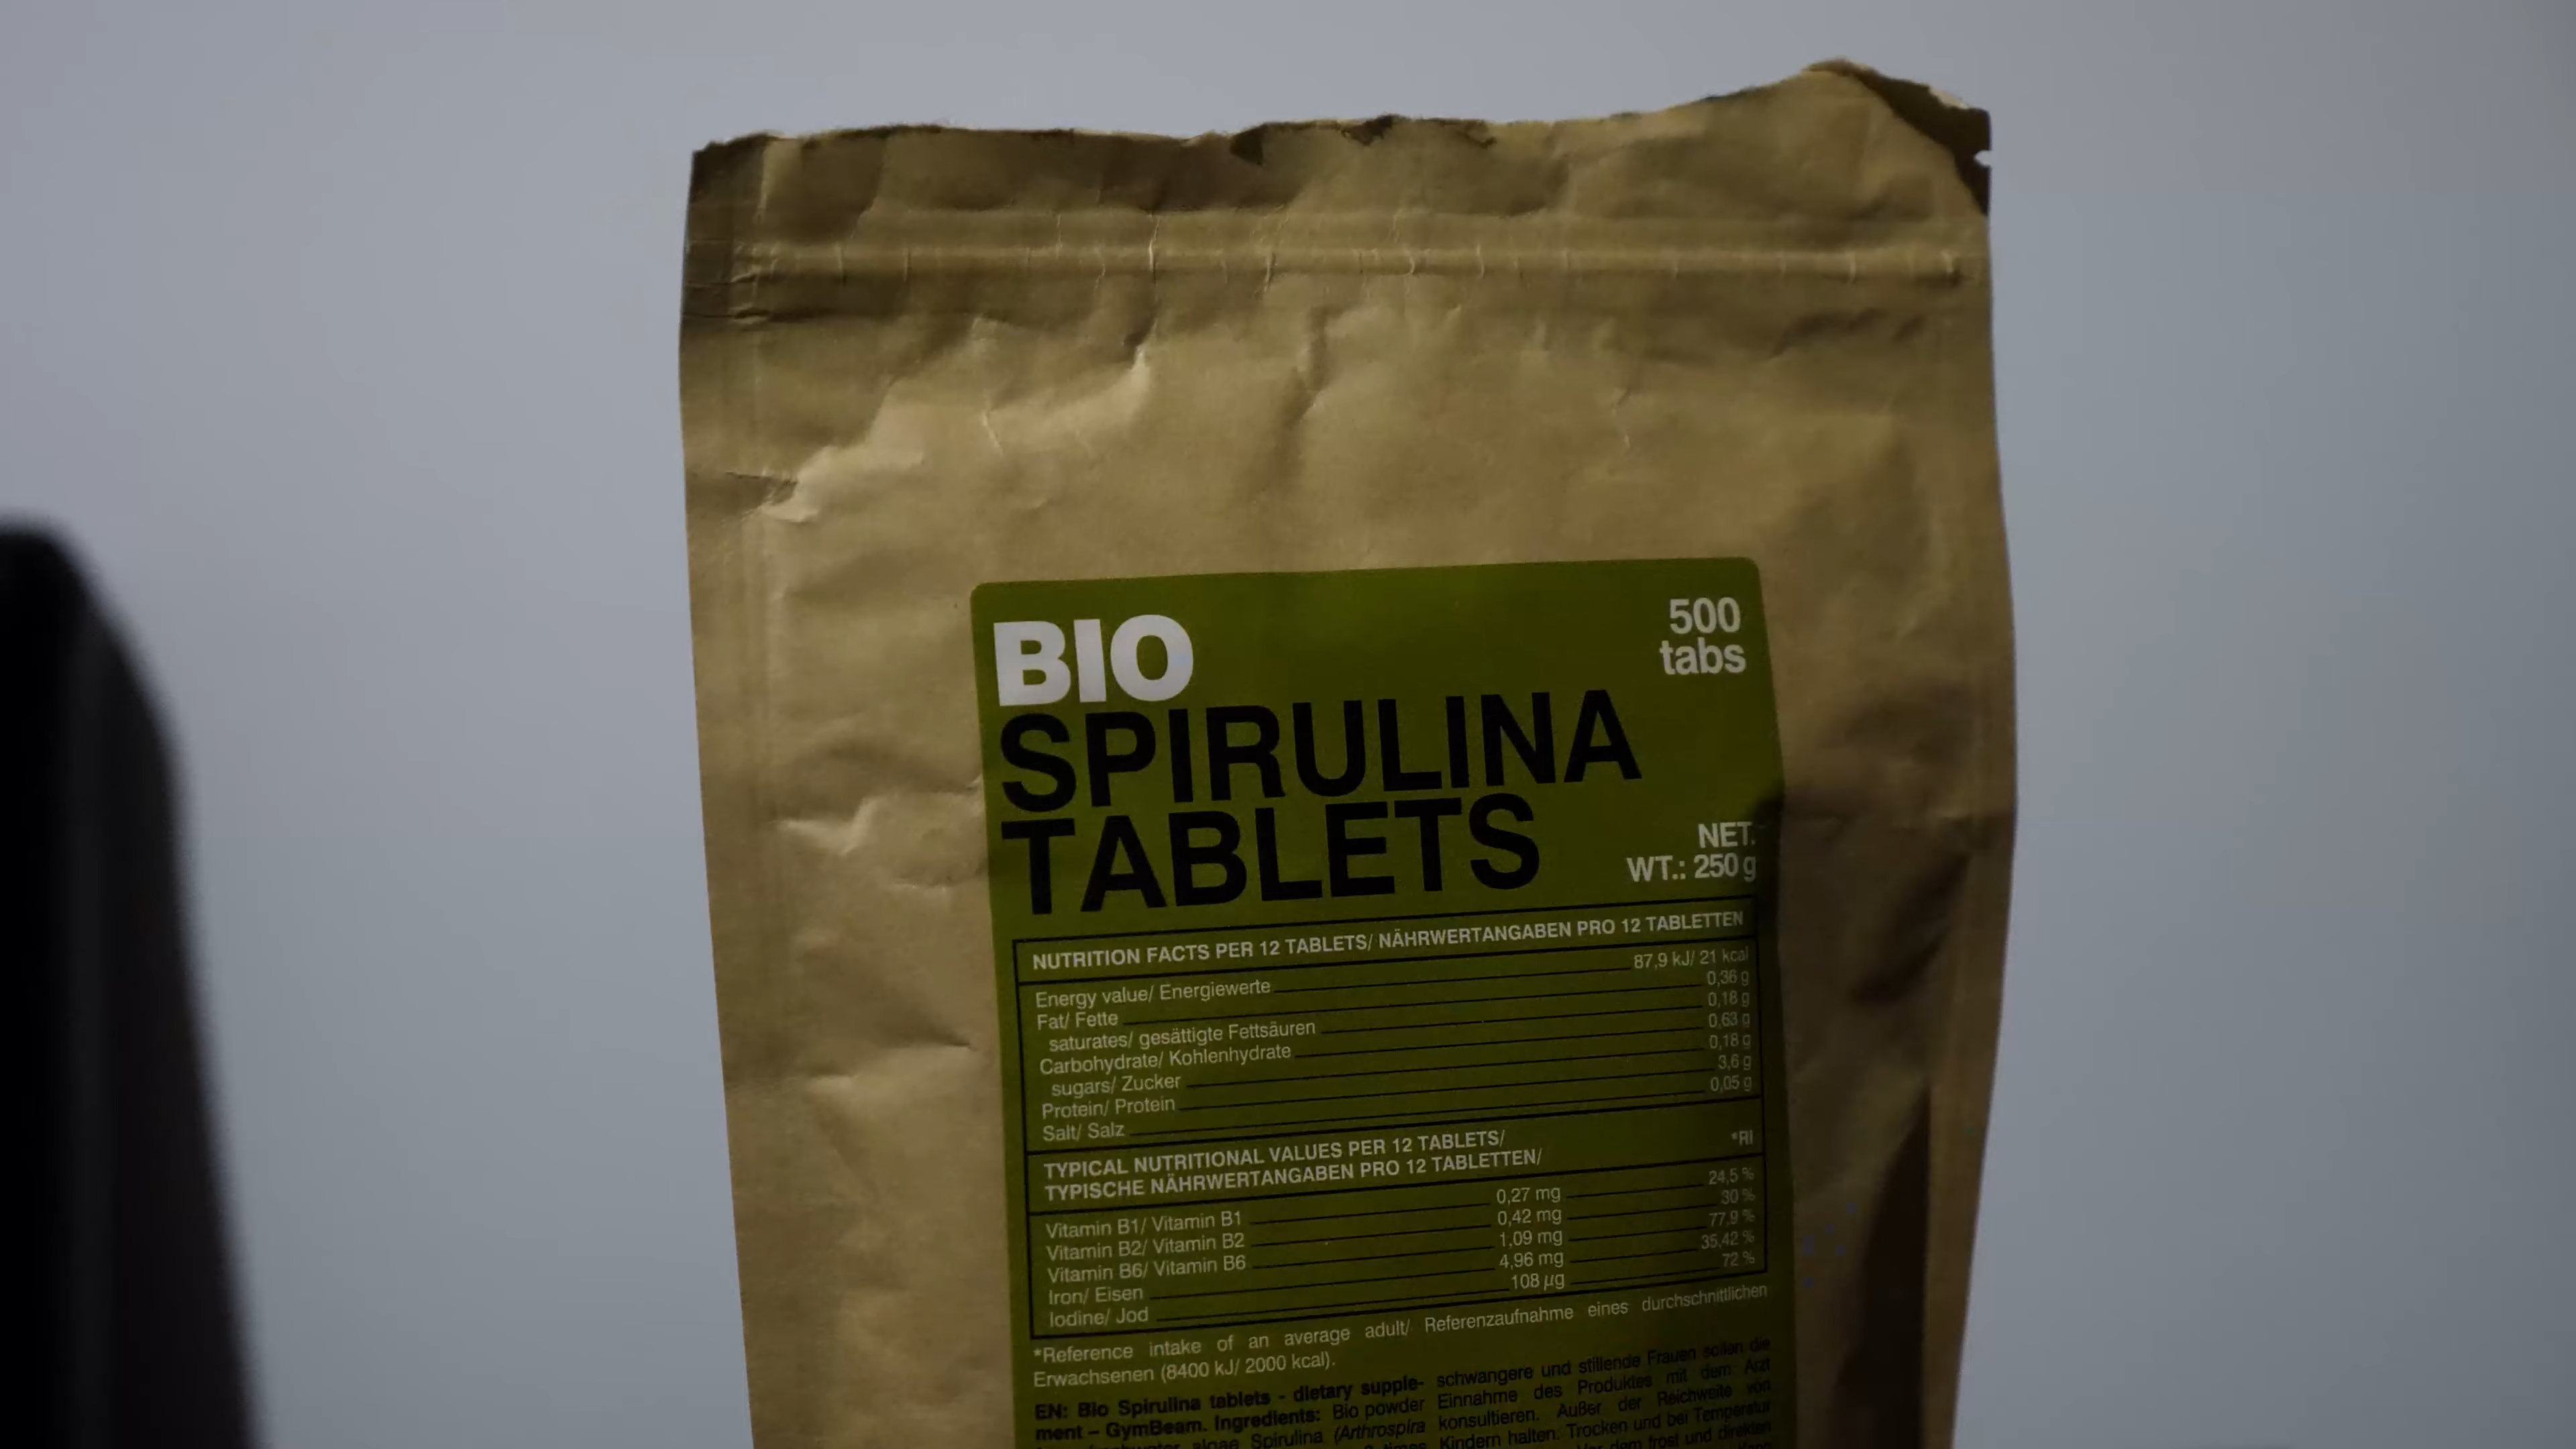 BIO
500
tabs
SPIRULINA
TABLETS
NET.
WT.: 250 g
NUTRITION FACTS PER 12 TABLETS/ NÄHRWERTANGABEN PRO 12 TABLETTEN
Energy value/ Energiewerte 87,9 kJ/ 21 kcal
Fat/ Fette 0,36 g
saturates/ gesättigte Fettsäuren 0,18 g
Carbohydrate/ Kohlenhydrate 0,63 g
sugars/ Zucker 0,18 g
Protein/ Protein 3,6 g
Salt/ Salz 0,05 g
TYPICAL NUTRITIONAL VALUES PER 12 TABLETS/ *RI
TYPISCHE NÄHRWERTANGABEN PRO 12 TABLETTEN/
Vitamin B1/ Vitamin B1 0,27 mg 24,5 %
Vitamin B2/ Vitamin B2 0,42 mg 30 %
Vitamin B6/ Vitamin B6 1,09 mg 77,9 %
Iron/ Eisen 4,96 mg 35,42 %
Iodine/ Jod 108 µg 72 %
*Reference intake of an average adult/ Referenzaufnahme eines durchschnittlichen
Erwachsenen (8400 kJ/ 2000 kcal).
EN: Bio Spirulina tablets - dietary supple-
ment – GymBeam. Ingredients: Bio powder
algae Spirulina (Arthrospira
schwangere und stillende Frauen sollen die
Einnahme des Produktes mit dem Arzt
konsultieren. Außer der Reichweite von
Kindern halten. Trocken und bei Temperatur
dem frost und direkten